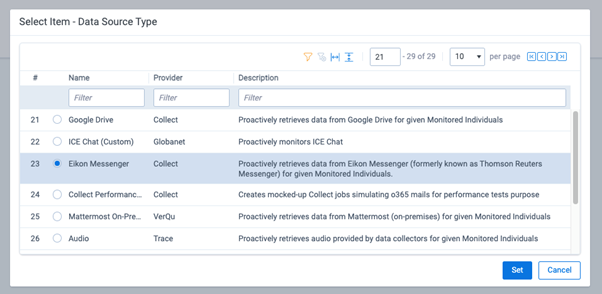 Select Item - Data Source Type
21 - 29 of 29 10 per page
# Name Provider Description
Filter Filter Filter
21 Google Drive Collect Proactively retrieves data from Google Drive for given Monitored Individuals
22 ICE Chat (Custom) Globanet Proactively monitors ICE Chat
23 Eikon Messenger Collect Proactively retrieves data from Eikon Messenger (formerly known as Thomson Reuters
Messenger) for given Monitored Individuals.
24 Collect Performanc... Collect Creates mocked-up Collect jobs simulating o365 mails for performance tests purpose
25 Mattermost On-Pre... VerQu Proactively retrieves data from Mattermost (on-premises) for given Monitored Individuals
26 Audio Trace Proactively retrieves audio provided by data collectors for given Monitored Individuals
Set Cancel